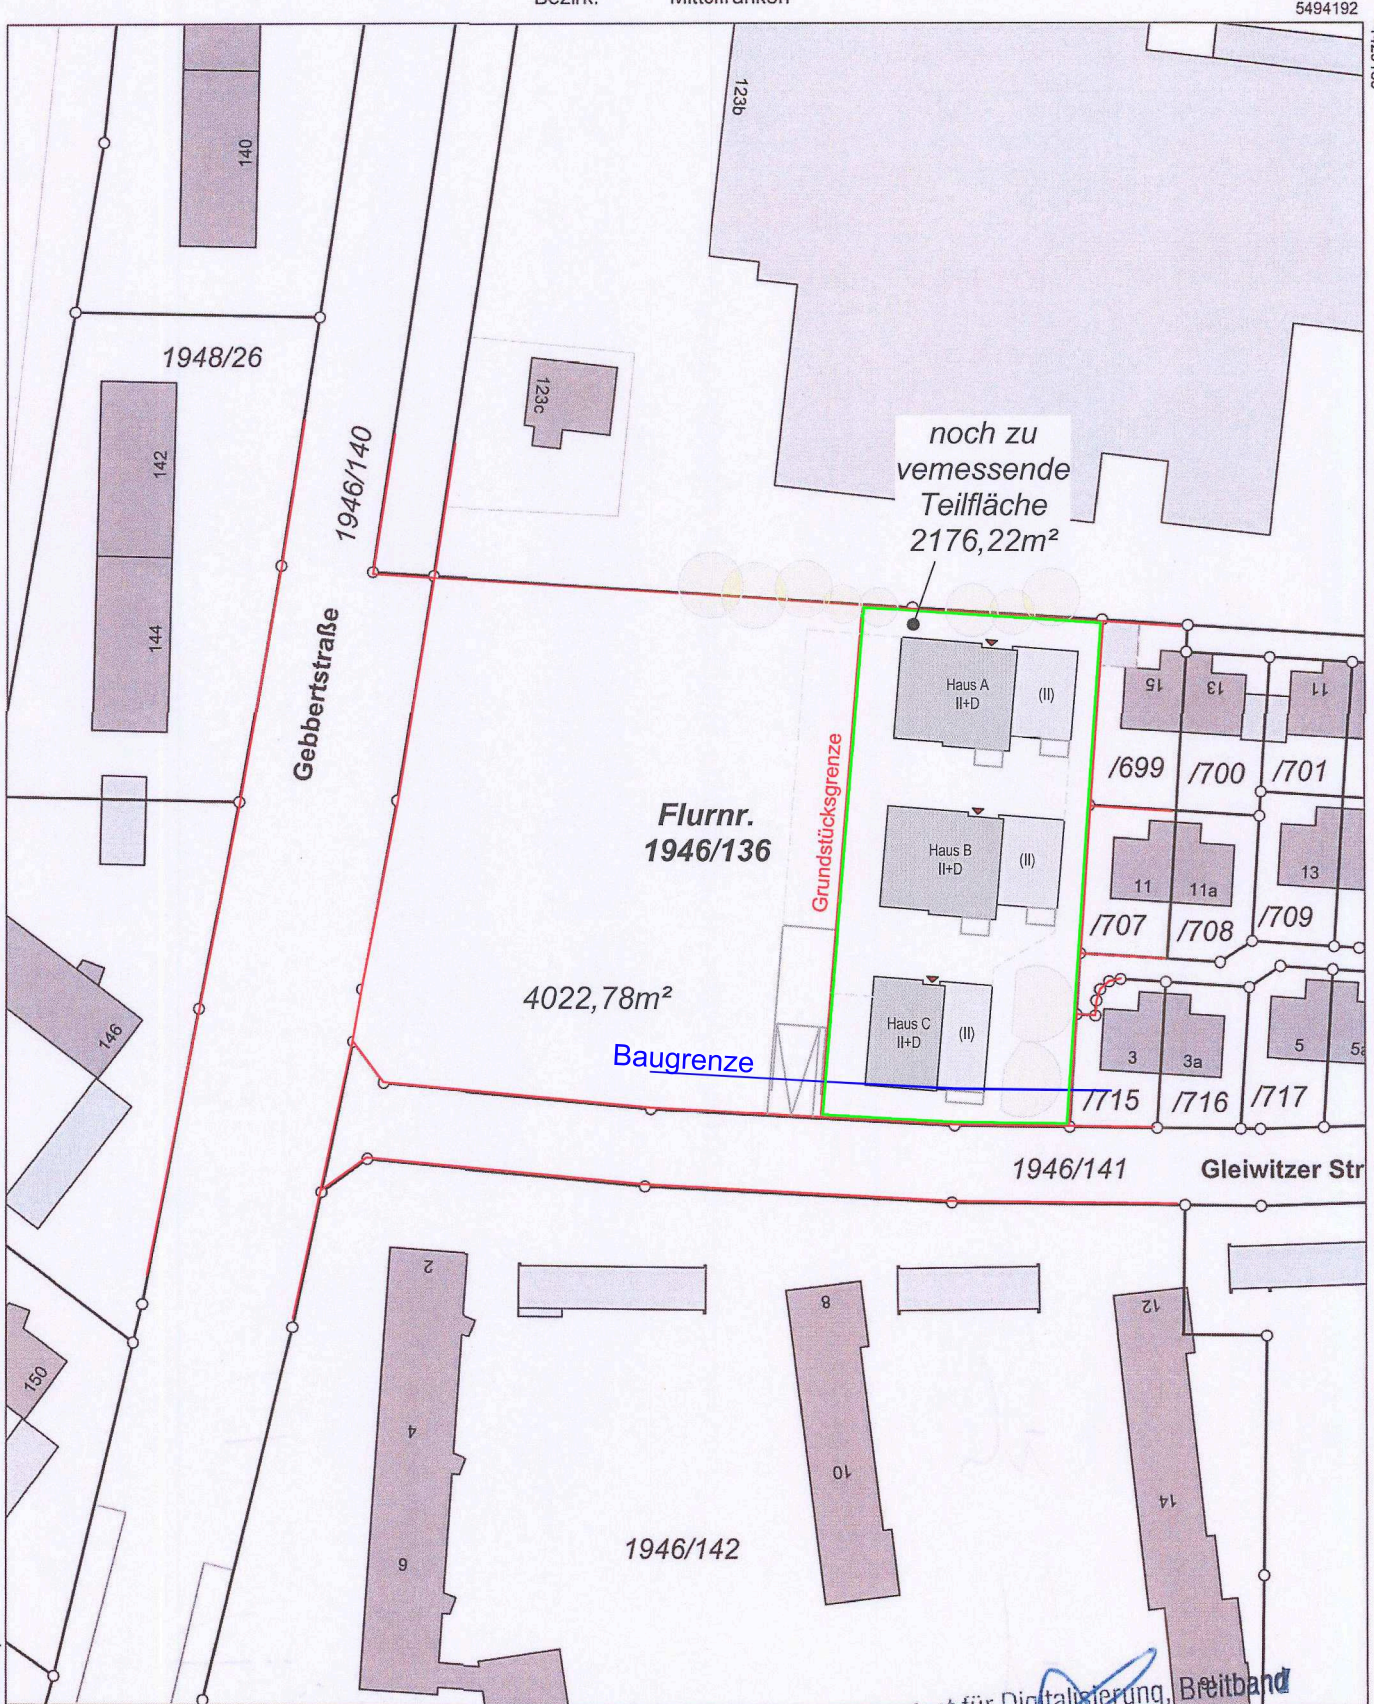 Bezirk: Mittelfranken
5494192
123b
140
1948/26
123c
142
1946/140
noch zu
vemessende
Teilfläche
2176,22m²
144
Gebbertstraße
Haus A
II+D
(II)
15
13
11
/699
/700
/701
Grundstücksgrenze
Flurnr.
1946/136
Haus B
II+D
(II)
11
11a
13
/707
/708
/709
4022,78m²
146
Haus C
II+D
(II)
3
3a
5
Baugrenze
/715
/716
/717
1946/141
Gleiwitzer Str
2
8
12
150
4
10
14
1946/142
6
für Digitalisierung, Breitband